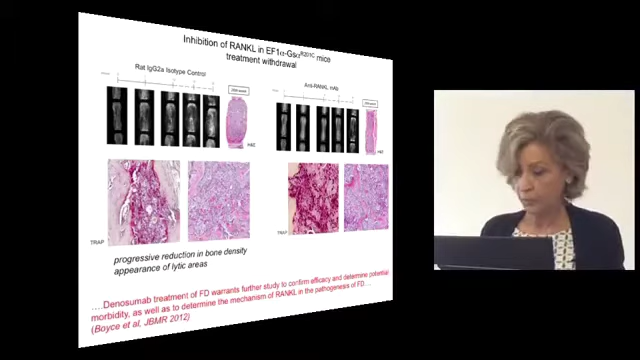 Inhibition of RANKL in EF1α-Gsα^R201C mice
treatment withdrawal
Rat IgG2a Isotype Control
Anti-RANKL mAb
H&E
H&E
TRAP
TRAP
progressive reduction in bone density
appearance of lytic areas
....Denosumab treatment of FD warrants further study to confirm efficacy and determine potential
morbidity, as well as to determine the mechanism of RANKL in the pathogenesis of FD....
(Boyce et al, JBMR 2012)